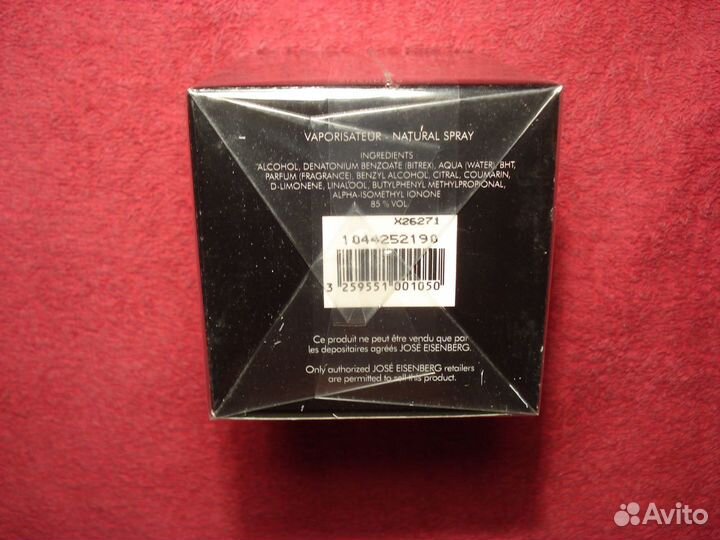 VAPORISATEUR - NATURAL SPRAY
INGREDIENTS
ALCOHOL, DENATONIUM BENZOATE (BITREX), AQUA (WATER), BHT,
PARFUM (FRAGRANCE), BENZYL ALCOHOL, CITRAL, COUMARIN,
D-LIMONENE, LINALOOL, BUTYLPHENYL METHYLPROPIONAL,
ALPHA-ISOMETHYL IONONE
85 % VOL
X26271
1044252190
3 259551 001050
Ce produit ne peut être vendu que par
les depositaires agréés JOSÉ EISENBERG.
Only authorized JOSÉ EISENBERG retailers
are permitted to sell this product.
Avito